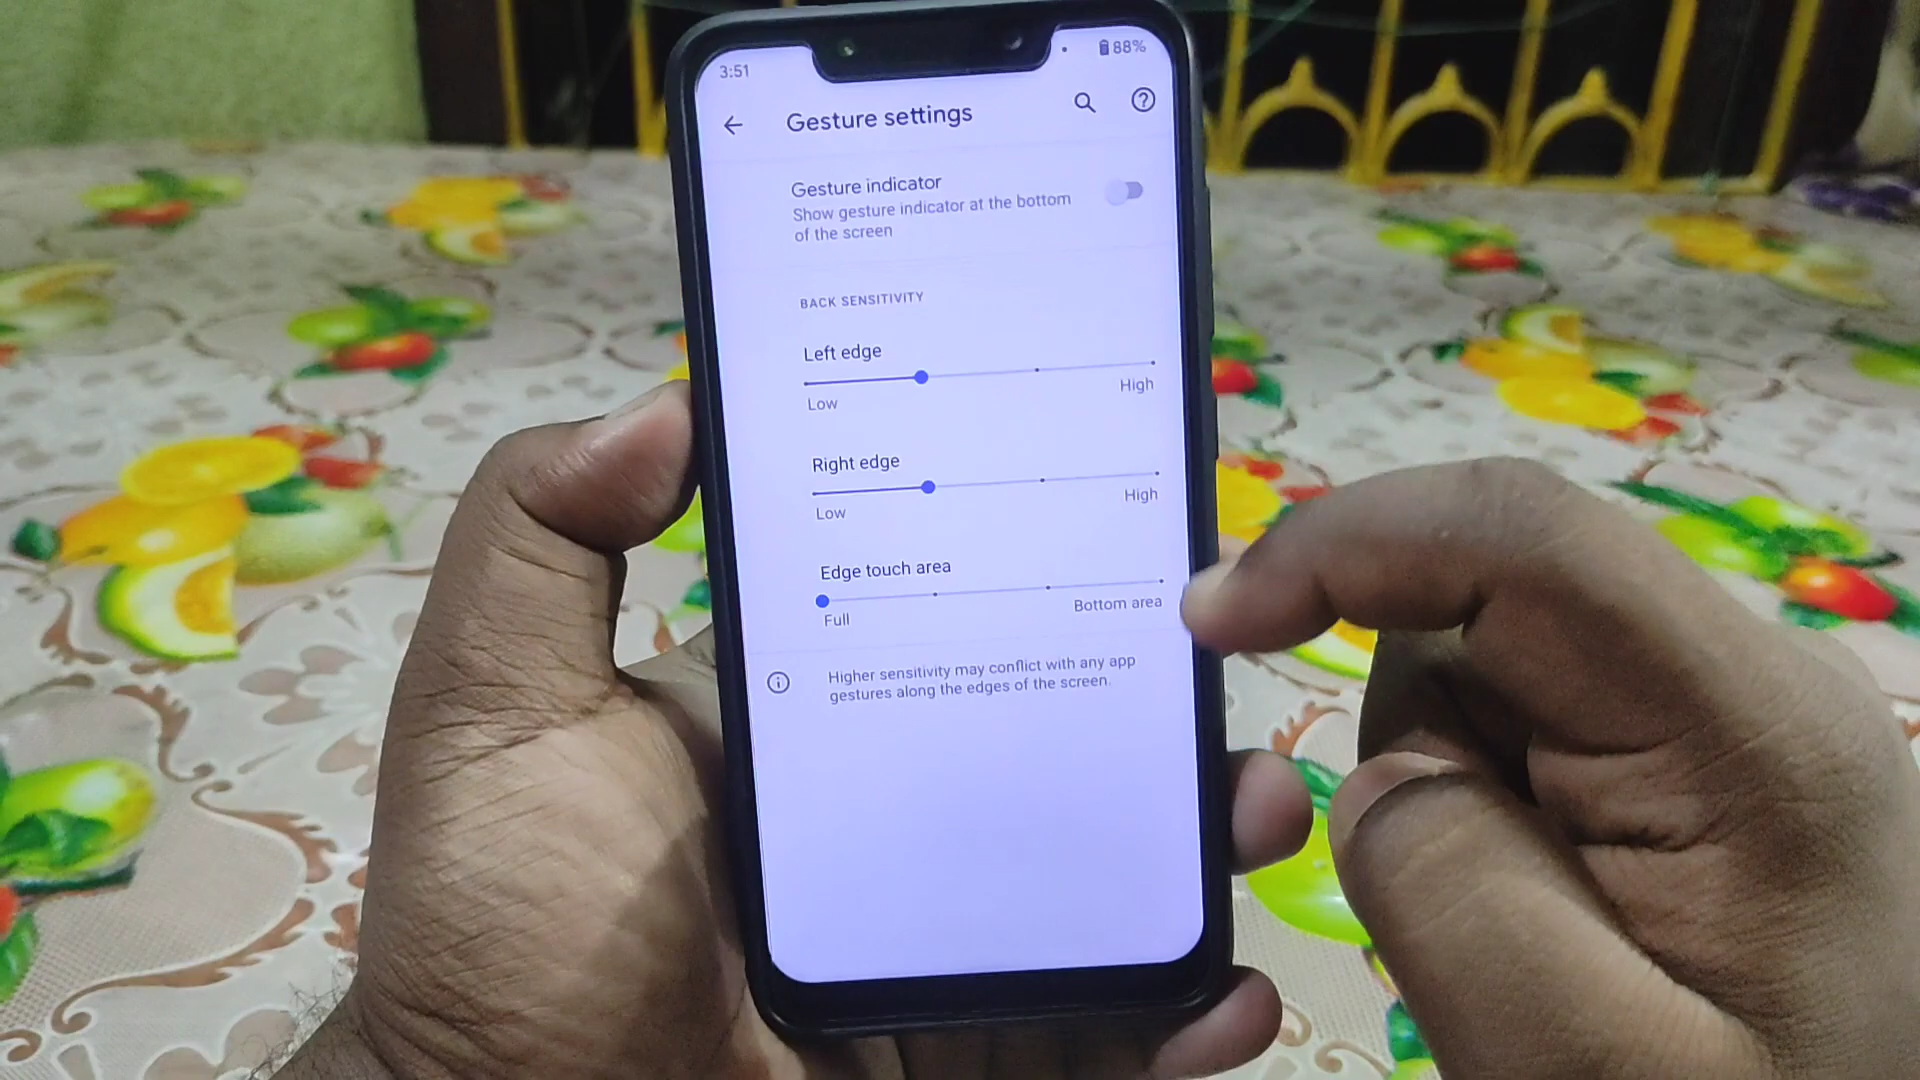 3:51
88%
Gesture settings
Gesture indicator
Show gesture indicator at the bottom
of the screen
BACK SENSITIVITY
Left edge
Low
High
Right edge
Low
High
Edge touch area
Full
Bottom area
Higher sensitivity may conflict with any app
gestures along the edges of the screen.